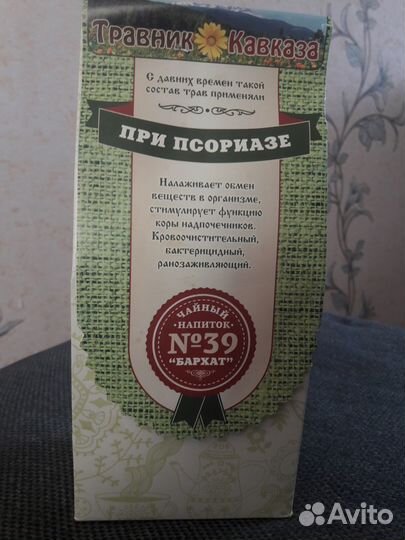 Травник Кавказа
С давних времен такой
состав трав применяли
ПРИ ПСОРИАЗЕ
Налаживает обмен
веществ в организме,
стимулирует функцию
коры надпочечников.
Кровоочистительный,
бактерицидный,
ранозаживляющий.
ЧАЙНЫЙ
НАПИТОК
№39
"БАРХАТ"
Avito